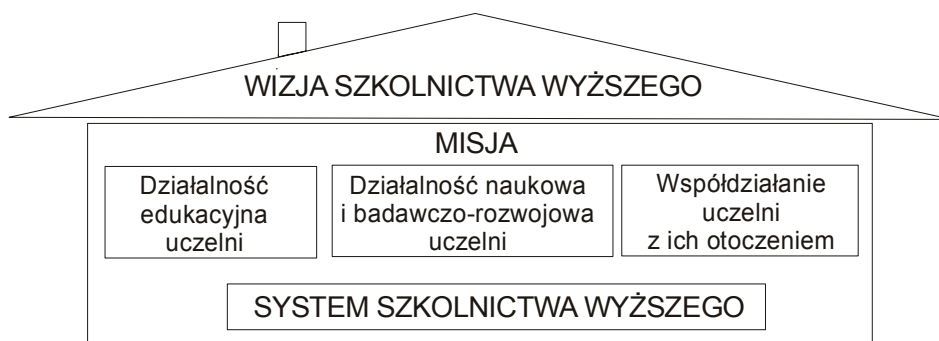 WIZJA SZKOLNICTWA WYŻSZEGO
MISJA
Działalność
edukacyjna
uczelni
Działalność naukowa
i badawczo-rozwojowa
uczelni
Współdziałanie
uczelni
z ich otoczeniem
SYSTEM SZKOLNICTWA WYŻSZEGO